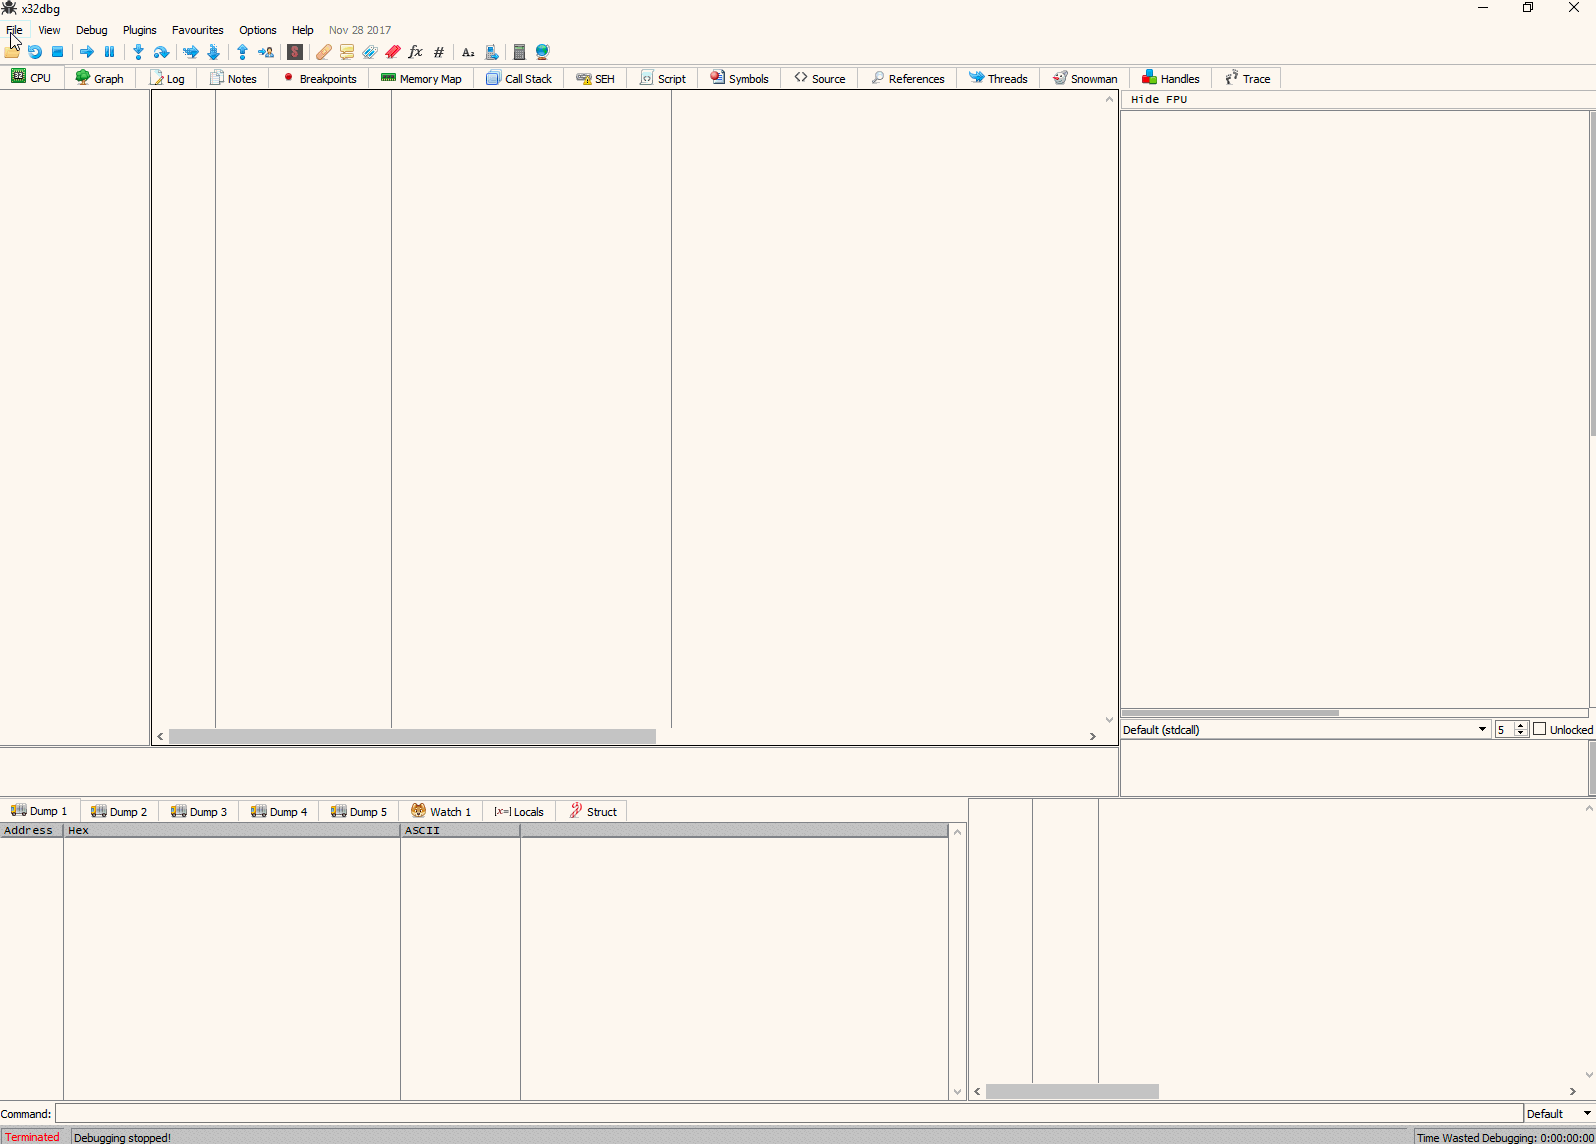 x32dbg
File View Debug Plugins Favourites Options Help Nov 28 2017
CPU Graph Log Notes Breakpoints Memory Map Call Stack SEH Script Symbols Source References Threads Snowman Handles Trace
Hide FPU
Default (stdcall) 5 Unlocked
Dump 1 Dump 2 Dump 3 Dump 4 Dump 5 Watch 1 [x=] Locals Struct
Address Hex ASCII
Command: Default
Terminated Debugging stopped! Time Wasted Debugging: 0:00:00:00